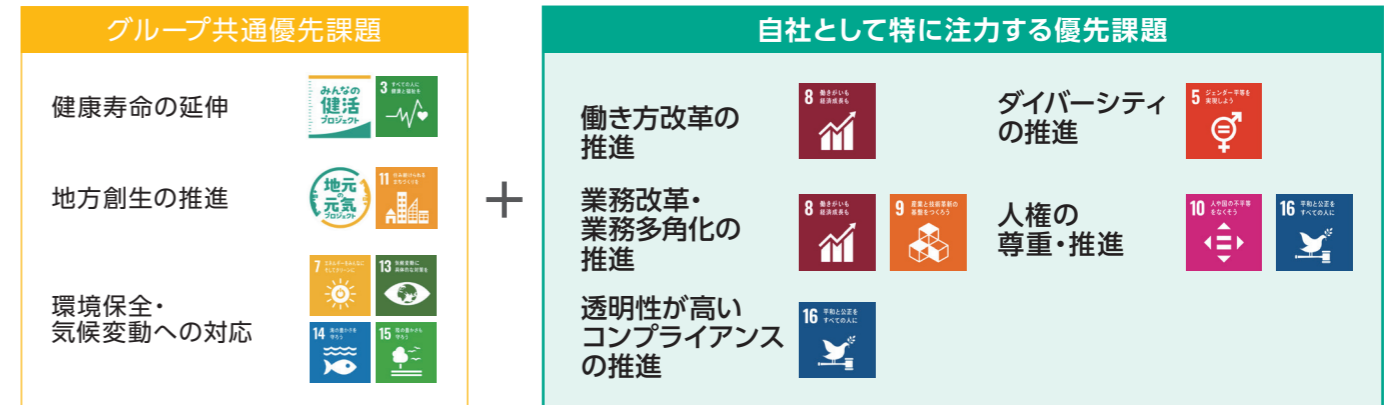 グループ共通優先課題
健康寿命の延伸
みんなの
健活
プロジェクト
3 すべての人に
健康と福祉を
地方創生の推進
地元
の
元気
プロジェクト
11 住み続けられる
まちづくりを
環境保全・
気候変動への対応
7 エネルギーをみんなに
そしてクリーンに
13 気候変動に
具体的な対策を
14 海の豊かさを
守ろう
15 陸の豊かさも
守ろう
+
自社として特に注力する優先課題
働き方改革の
推進
8 働きがいも
経済成長も
ダイバーシティ
の推進
5 ジェンダー平等を
実現しよう
業務改革・
業務多角化の
推進
8 働きがいも
経済成長も
9 産業と技術革新の
基盤をつくろう
人権の
尊重・推進
10 人や国の不平等
をなくそう
16 平和と公正を
すべての人に
透明性が高い
コンプライアンス
の推進
16 平和と公正を
すべての人に